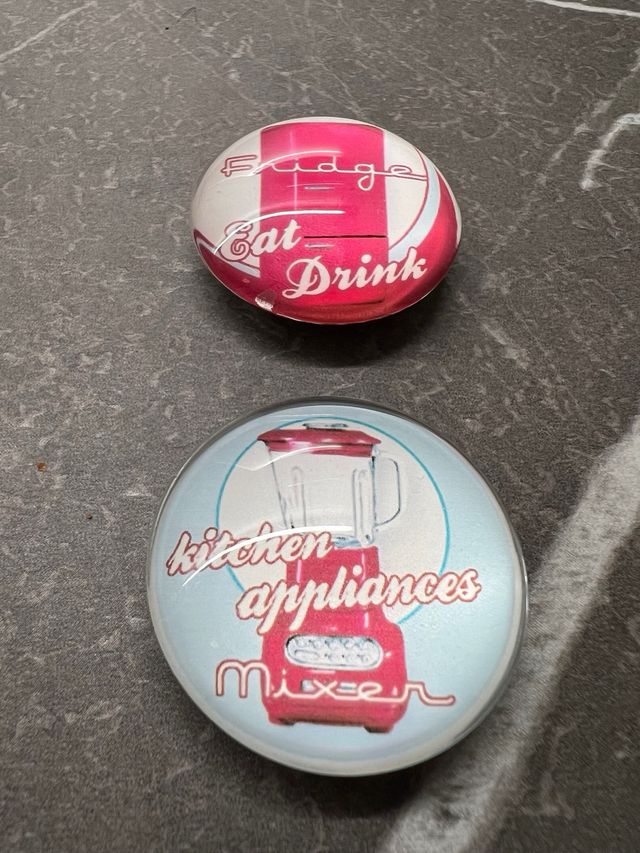 Fridge
Eat
Drink
kitchen
appliances
Mixer